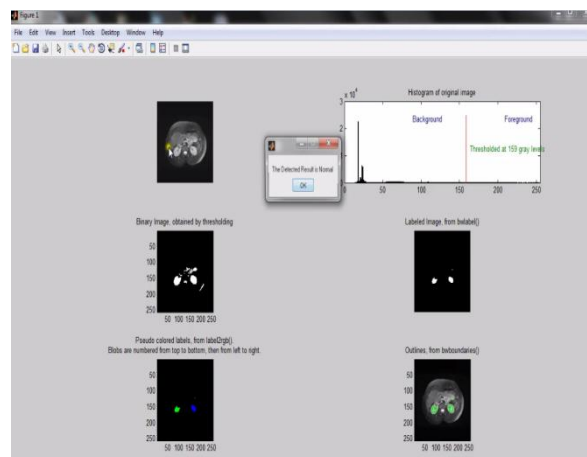 Figure 1
File Edit View Insert Tools Desktop Window Help
Histogram of original image
x 10⁴
3
2
1
0
Background
Foreground
Thresholded at 159 gray levels
0 50 100 150 200 250
The Detected Result is Normal
OK
Binary Image, obtained by thresholding
50
100
150
200
250
50 100 150 200 250
Labeled Image, from bwlabel()
Pseudo colored labels, from label2rgb().
Blobs are numbered from top to bottom, then from left to right.
50
100
150
200
250
50 100 150 200 250
Outlines, from bwboundaries()
50
100
150
200
250
50 100 150 200 250